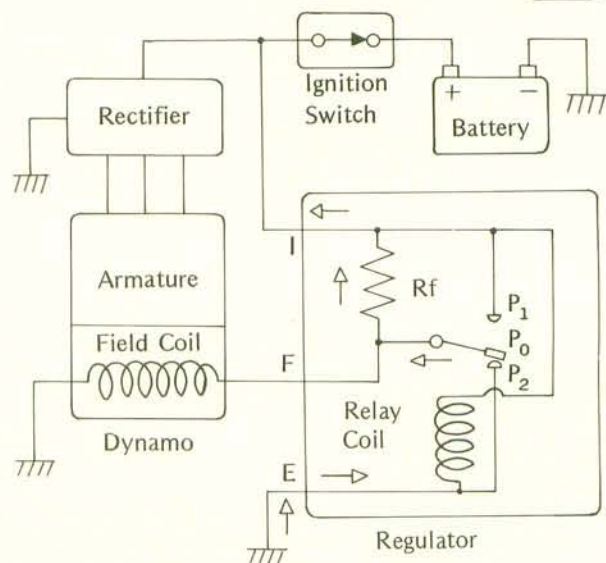 Rectifier
Ignition
Switch
+ −
Battery
Armature
Field Coil
Dynamo
I
Rf
P1
P0
P2
F
Relay
Coil
E
Regulator